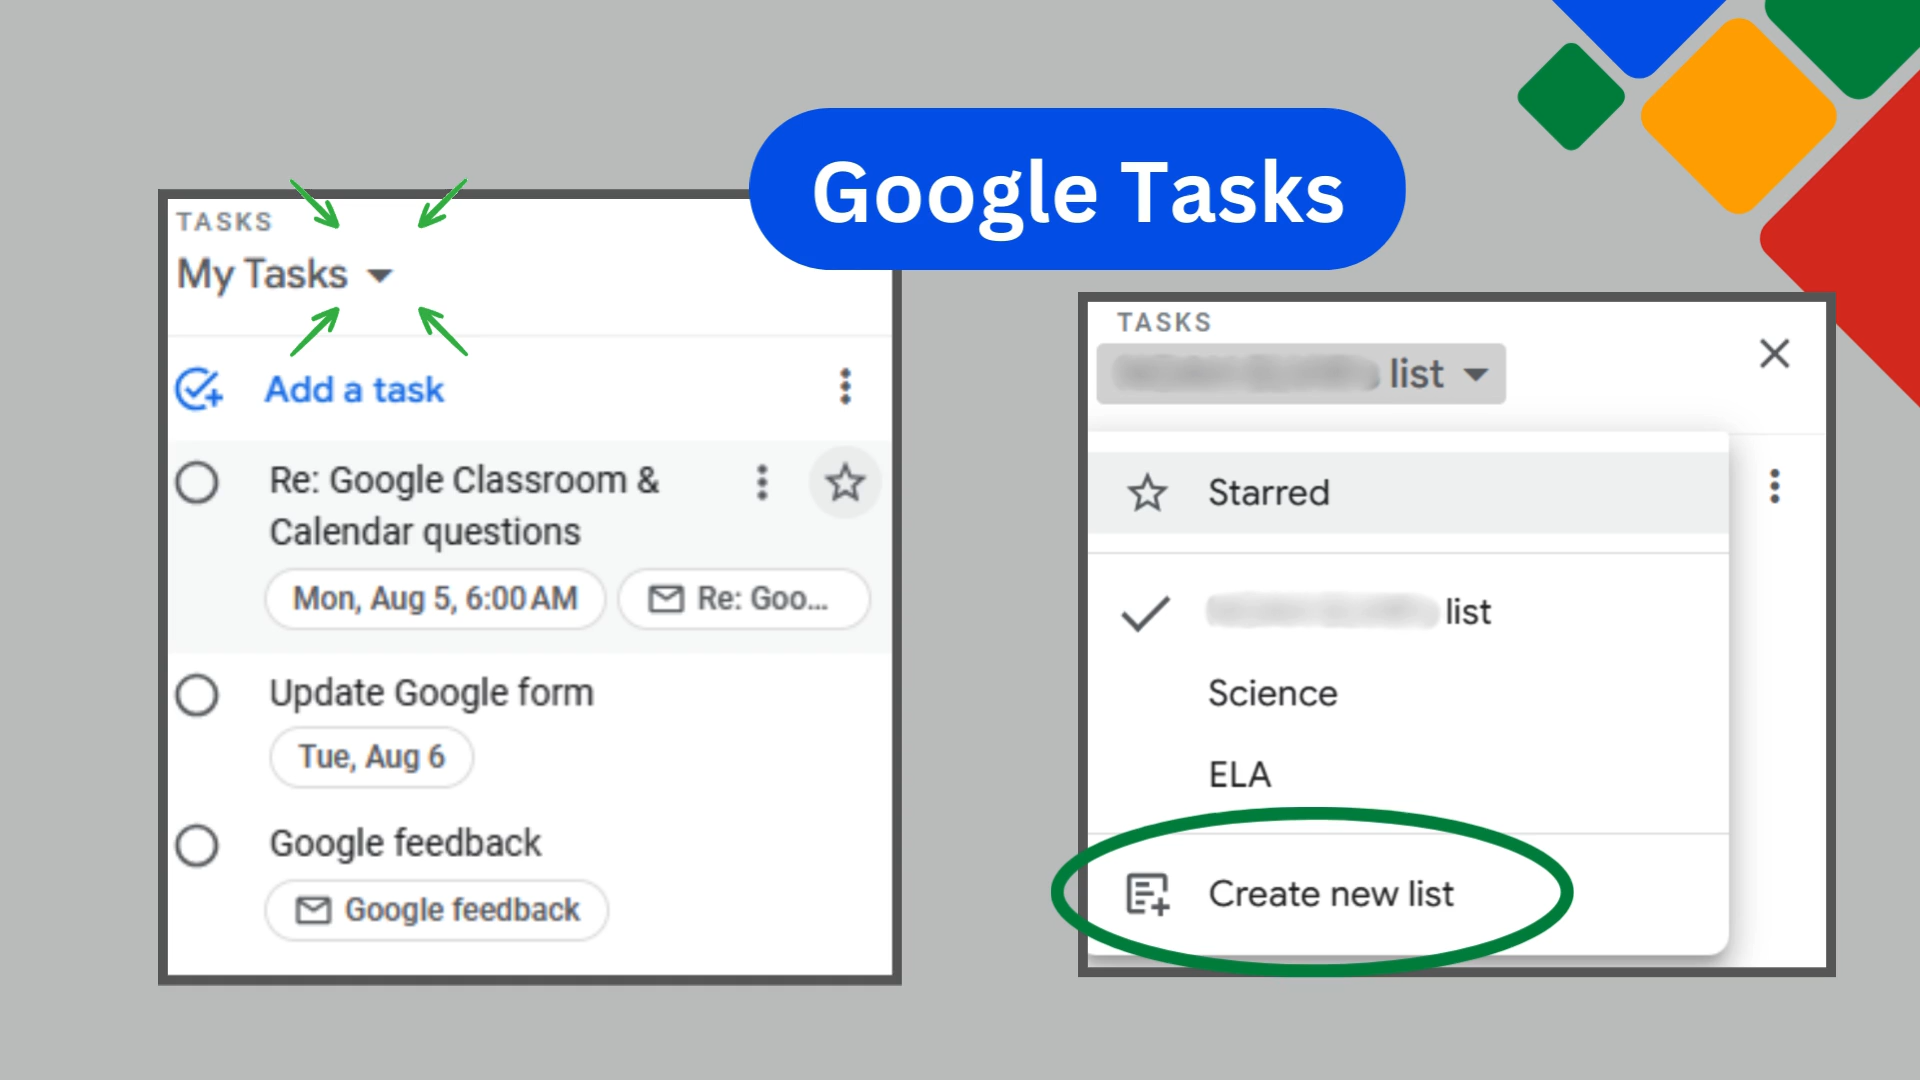 Google Tasks
TASKS
My Tasks
Add a task
Re: Google Classroom &
Calendar questions
Mon, Aug 5, 6:00 AM
Re: Goo...
Update Google form
Tue, Aug 6
Google feedback
Google feedback
TASKS
list
Starred
list
Science
ELA
Create new list